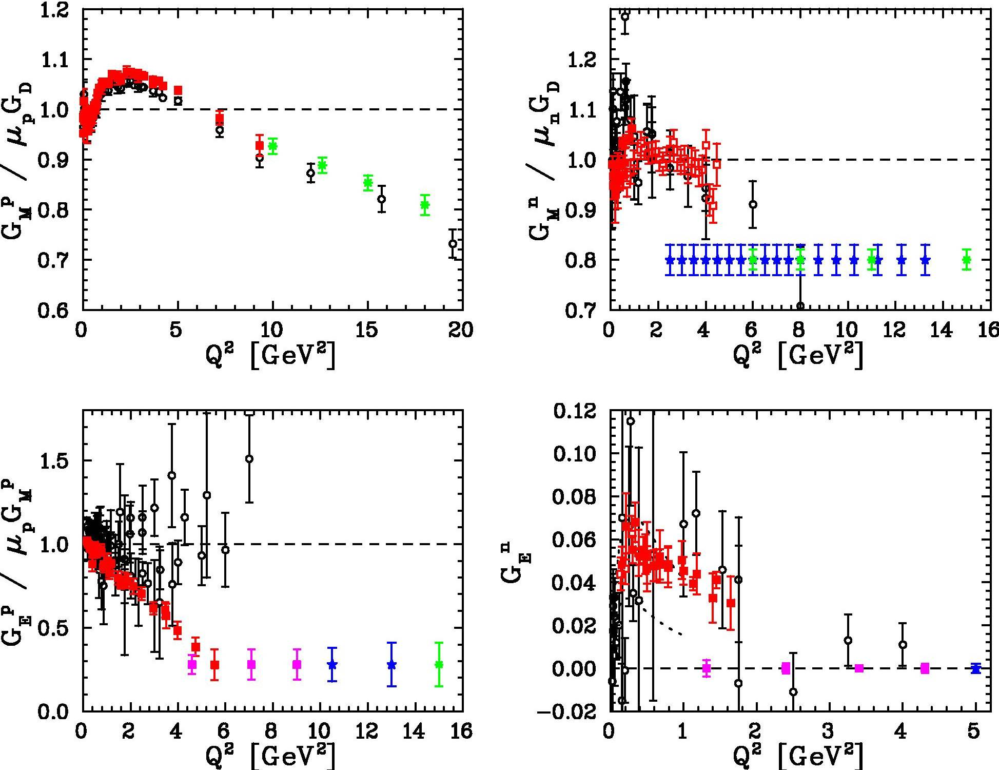 1.2
1.1
1.0
0.9
0.8
0.7
0.6
0 5 10 15 20
Q² [GeV²]
G_M^p / μ_p G_D
1.2
1.1
1.0
0.9
0.8
0.7
0 2 4 6 8 10 12 14 16
Q² [GeV²]
G_M^n / μ_n G_D
1.5
1.0
0.5
0.0
0 2 4 6 8 10 12 14 16
Q² [GeV²]
G_E^p / μ_p G_M^p
0.12
0.10
0.08
0.06
0.04
0.02
0.00
−0.02
0 1 2 3 4 5
Q² [GeV²]
G_E^n